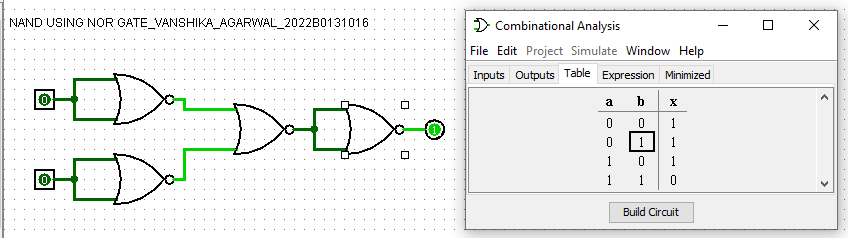 NAND USING NOR GATE_VANSHIKA_AGARWAL_2022B0131016
0
0
1
Combinational Analysis
File Edit Project Simulate Window Help
Inputs Outputs Table Expression Minimized
a b x
0 0 1
0 1 1
1 0 1
1 1 0
Build Circuit